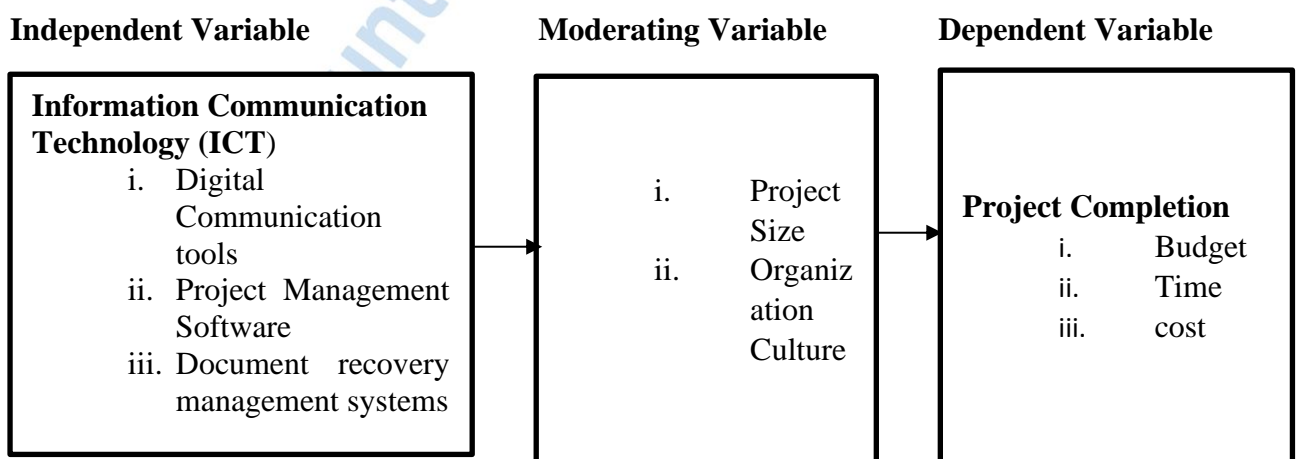 Independent Variable
Moderating Variable
Dependent Variable
Information Communication
Technology (ICT)
i. Digital
Communication
tools
ii. Project Management
Software
iii. Document recovery
management systems
i. Project
Size
ii. Organiz
ation
Culture
Project Completion
i. Budget
ii. Time
iii. cost